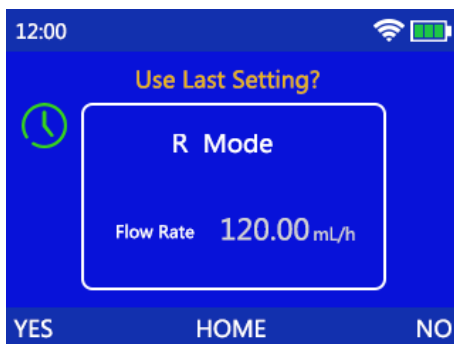 12:00
Use Last Setting?
R Mode
Flow Rate 120.00 mL/h
YES HOME NO